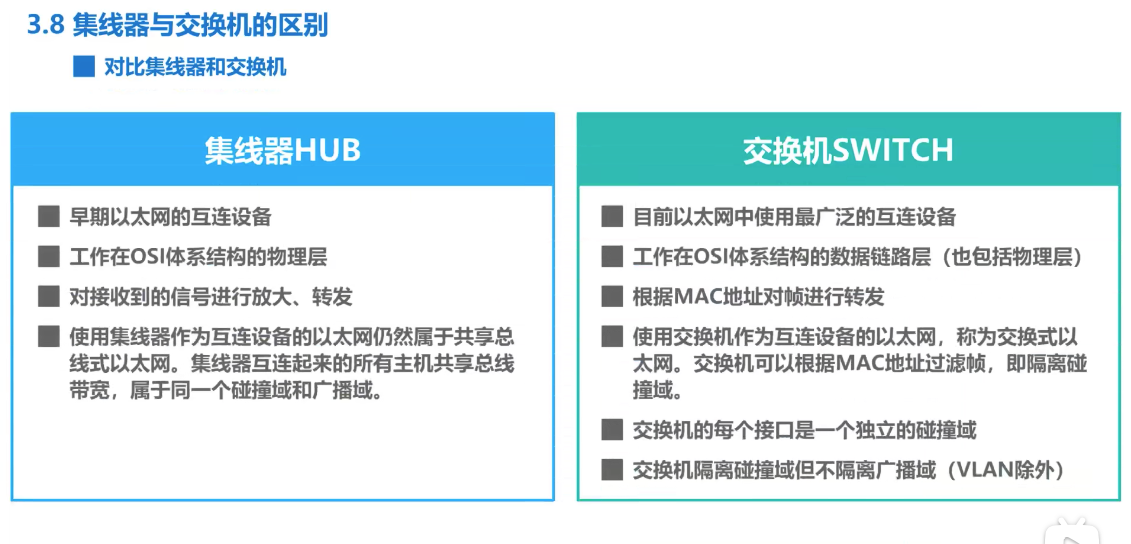 3.8 集线器与交换机的区别
对比集线器和交换机
集线器HUB
早期以太网的互连设备
工作在OSI体系结构的物理层
对接收到的信号进行放大、转发
使用集线器作为互连设备的以太网仍然属于共享总
线式以太网。集线器互连起来的所有主机共享总线
带宽，属于同一个碰撞域和广播域。
交换机SWITCH
目前以太网中使用最广泛的互连设备
工作在OSI体系结构的数据链路层（也包括物理层）
根据MAC地址对帧进行转发
使用交换机作为互连设备的以太网，称为交换式以
太网。交换机可以根据MAC地址过滤帧，即隔离碰
撞域。
交换机的每个接口是一个独立的碰撞域
交换机隔离碰撞域但不隔离广播域（VLAN除外）